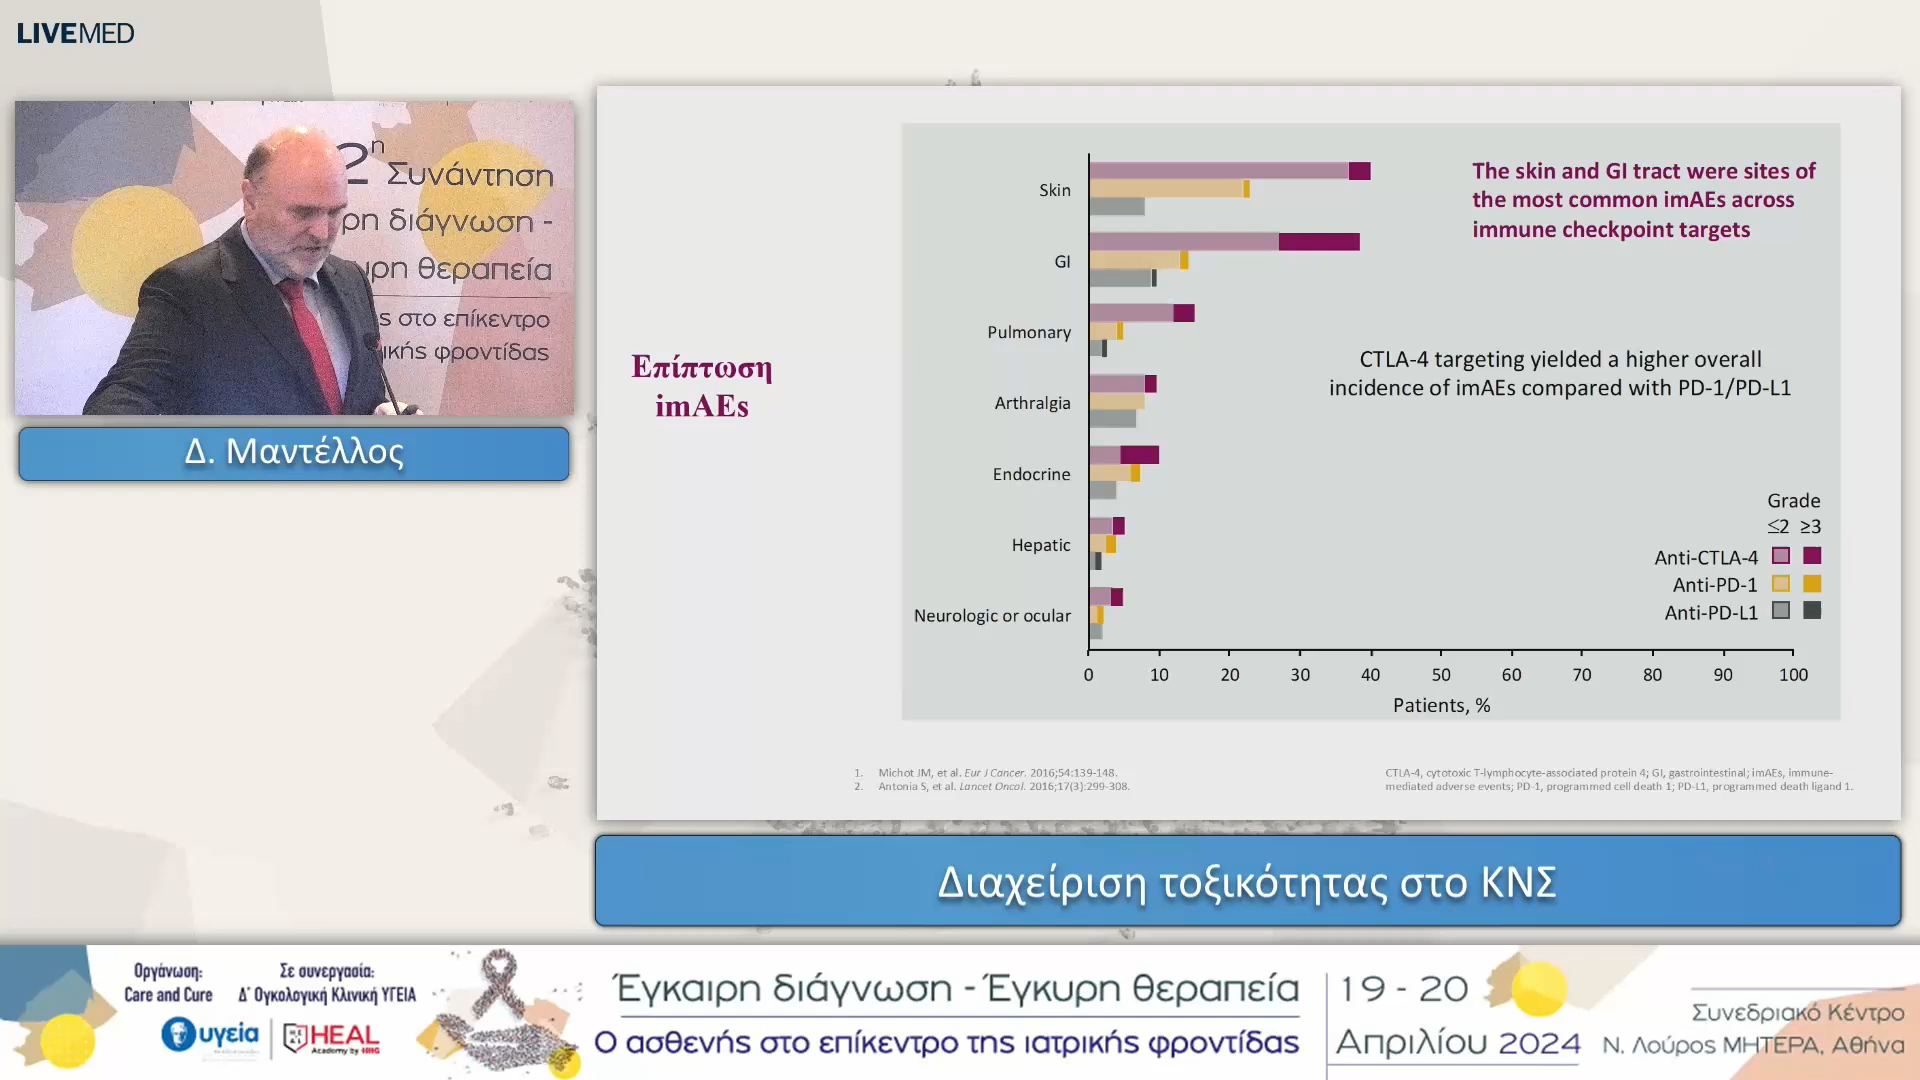 LIVEMED
2η Συνάντηση
ρη διάγνωση -
υρη θεραπεία
ς στο επίκεντρο
ικής φροντίδας
Δ. Μαντέλλος
Επίπτωση
imAEs
Skin
GI
Pulmonary
Arthralgia
Endocrine
Hepatic
Neurologic or ocular
0 10 20 30 40 50 60 70 80 90 100
Patients, %
The skin and GI tract were sites of
the most common imAEs across
immune checkpoint targets
CTLA-4 targeting yielded a higher overall
incidence of imAEs compared with PD-1/PD-L1
Grade
≤2 ≥3
Anti-CTLA-4
Anti-PD-1
Anti-PD-L1
1. Michot JM, et al. Eur J Cancer. 2016;54:139-148.
2. Antonia S, et al. Lancet Oncol. 2016;17(3):299-308.
CTLA-4, cytotoxic T-lymphocyte-associated protein 4; GI, gastrointestinal; imAEs, immune-
mediated adverse events; PD-1, programmed cell death 1; PD-L1, programmed death ligand 1.
Διαχείριση τοξικότητας στο ΚΝΣ
Οργάνωση:
Care and Cure
Σε συνεργασία:
Δ' Ογκολογική Κλινική ΥΓΕΙΑ
υγεία
HEAL
Academy by HHG
Έγκαιρη διάγνωση - Έγκυρη θεραπεία
Ο ασθενής στο επίκεντρο της ιατρικής φροντίδας
19 - 20
Απριλίου 2024
Συνεδριακό Κέντρο
Ν. Λούρος ΜΗΤΕΡΑ, Αθήνα